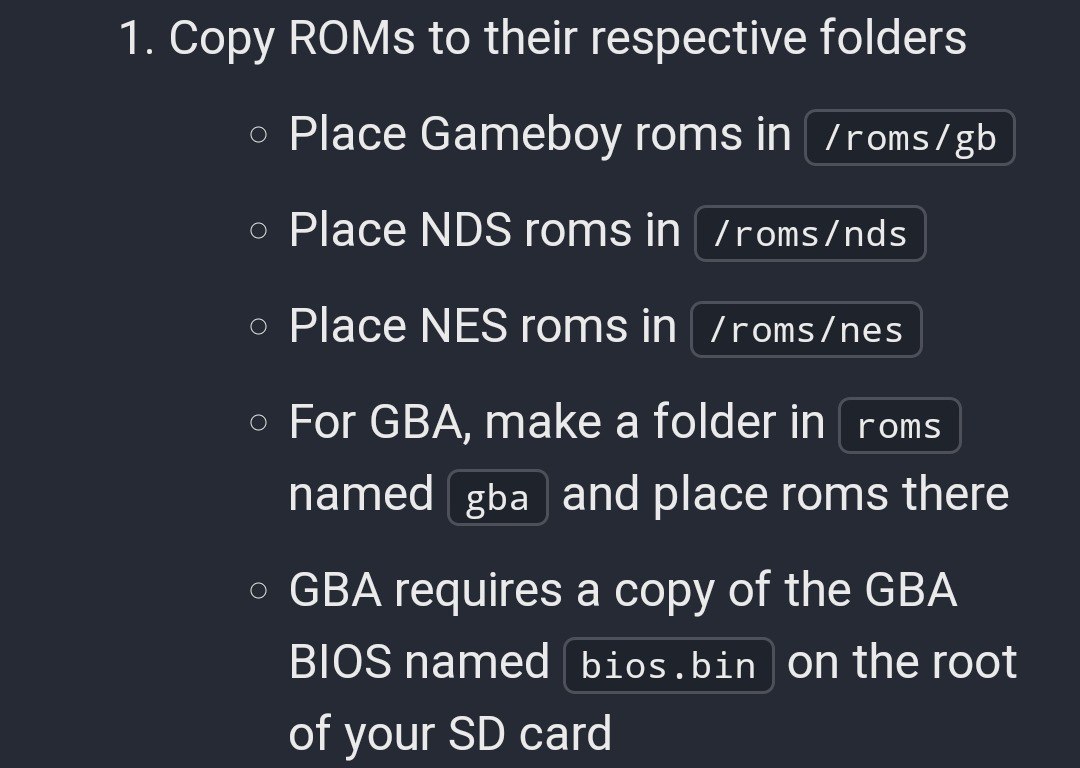 1. Copy ROMs to their respective folders
○ Place Gameboy roms in /roms/gb
○ Place NDS roms in /roms/nds
○ Place NES roms in /roms/nes
○ For GBA, make a folder in roms
named gba and place roms there
○ GBA requires a copy of the GBA
BIOS named bios.bin on the root
of your SD card